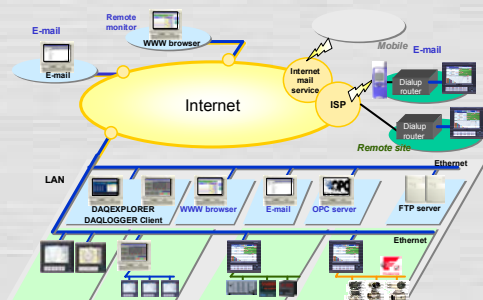 Remote
monitor
E-mail
WWW browser
E-mail
Mobile
E-mail
Internet
mail
service
Internet
ISP
Dialup
router
Dialup
router
Remote site
Ethernet
LAN
DAQEXPLORER
DAQLOGGER Client
WWW browser
E-mail
OPC server
OPC
FTP server
Ethernet